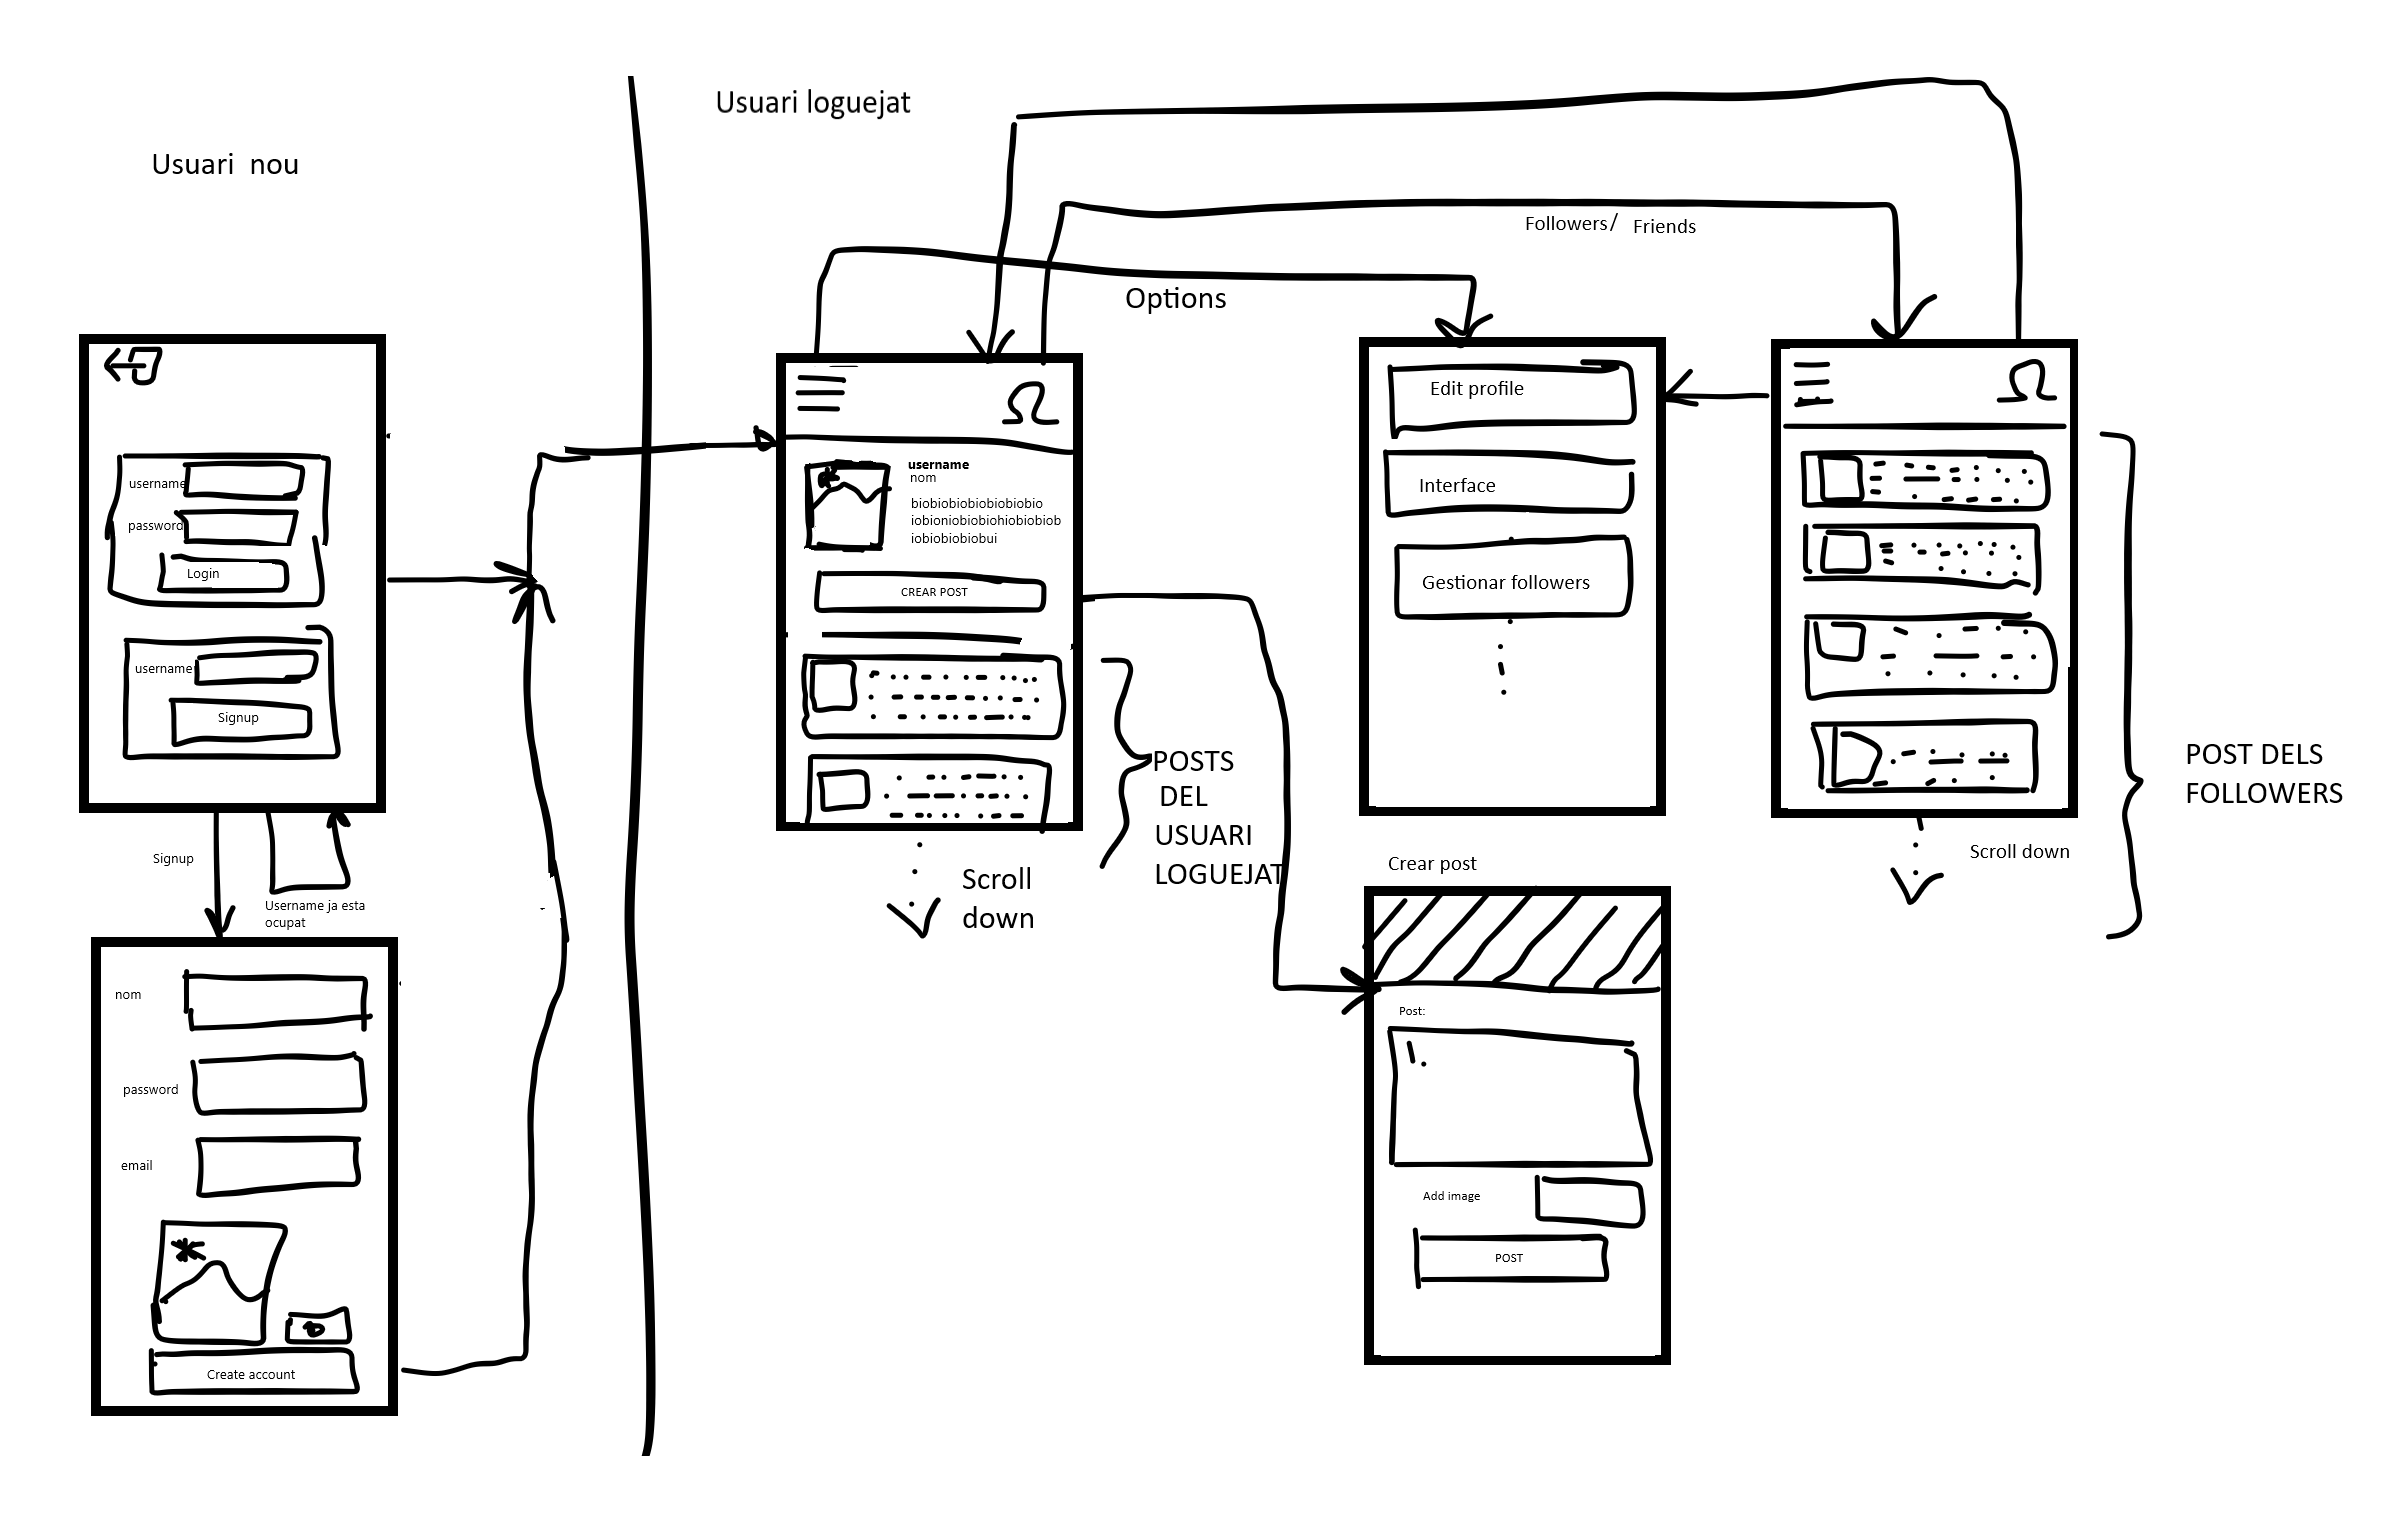 Usuari nou
username
password
Login
username
Signup
Signup
Username ja esta
ocupat
nom
password
email
Create account
Usuari loguejat
Options
Followers/ Friends
username
nom
biobiobiobiobiobiobio
iobioniobiobiohiobiobiob
iobiobiobiobui
CREAR POST
POSTS
DEL
USUARI
LOGUEJAT
Scroll
down
Edit profile
Interface
Gestionar followers
Crear post
Post:
Add image
POST
POST DELS
FOLLOWERS
Scroll down